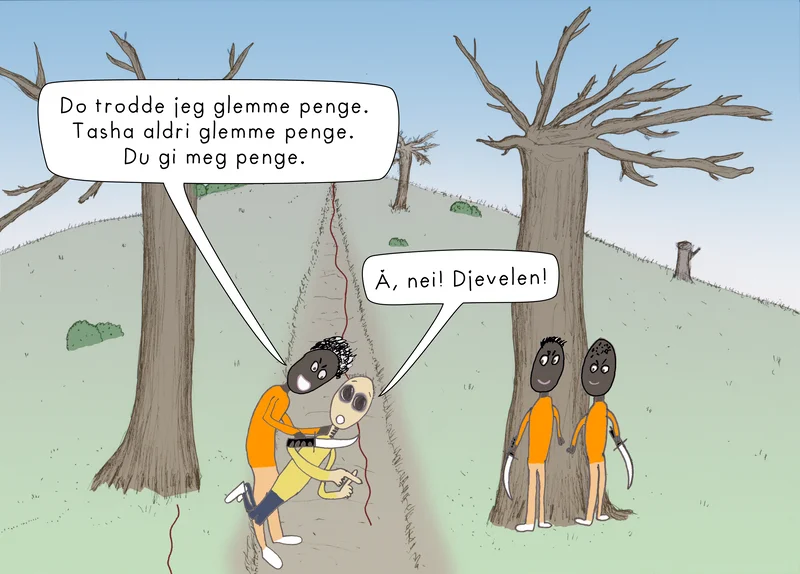 Do trodde jeg glemme penge.
Tasha aldri glemme penge.
Du gi meg penge.
Å, nei! Djevelen!